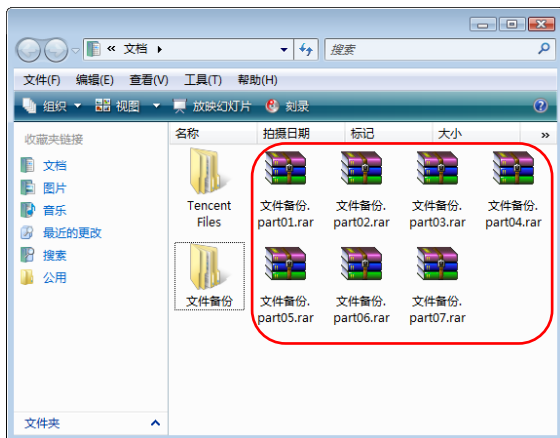 « 文档
搜索
文件(F) 编辑(E) 查看(V) 工具(T) 帮助(H)
组织 视图 放映幻灯片 刻录
收藏夹链接
文档
图片
音乐
最近的更改
搜索
公用
文件夹
名称 拍摄日期 标记 大小 »
Tencent
Files
文件备份.
part01.rar
文件备份.
part02.rar
文件备份.
part03.rar
文件备份.
part04.rar
文件备份
文件备份.
part05.rar
文件备份.
part06.rar
文件备份.
part07.rar